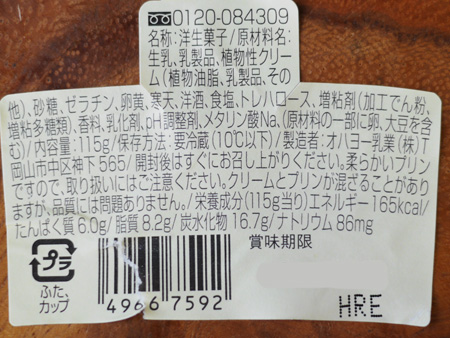 0120-084309
名称:洋生菓子/原材料名:
生乳、乳製品、植物性クリー
ム(植物油脂、乳製品、その
他)、砂糖、ゼラチン、卵黄、寒天、洋酒、食塩、トレハロース、増粘剤(加工でん粉、
増粘多糖類)、香料、乳化剤、pH調整剤、メタリン酸Na、(原材料の一部に卵、大豆を含
む)/内容量:115g/保存方法:要冷蔵(10℃以下)/製造者:オハヨー乳業(株)T
岡山市中区神下565/開封後はすぐにお召し上がりください。柔らかいプリン
ですので、取り扱いにはご注意ください。クリームとプリンが混ざることがあり
ますが、品質には問題ありません。/栄養成分(115g当り)エネルギー165kcal/
たんぱく質6.0g/脂質8.2g/炭水化物16.7g/ナトリウム86mg
プラ
ふた、
カップ
4966 7592
賞味期限
HRE